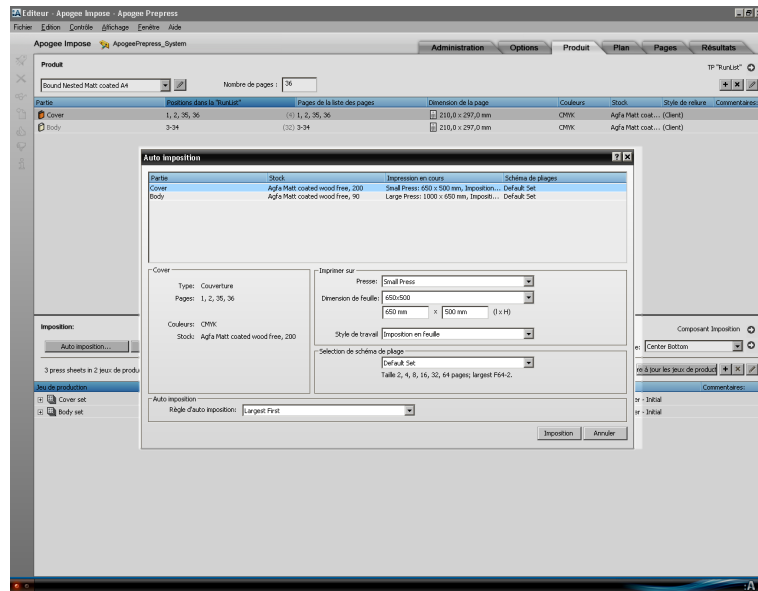 Editeur - Apogee Impose - Apogee Prepress
Fichier Edition Contrôle Affichage Fenêtre Aide
Apogee Impose ApogeePrepress_System
Administration Options Produit Plan Pages Résultats
Produit
TP "RunList"
Bound Nested Matt coated A4
Nombre de pages : 36
Partie Positions dans la "RunList" Pages de la liste des pages Dimension de la page Couleurs Stock Style de reliure Commentaires:
Cover 1, 2, 35, 36 (4) 1, 2, 35, 36 210,0 x 297,0 mm CMYK Agfa Matt coat... (Client)
Body 3-34 (32) 3-34 210,0 x 297,0 mm CMYK Agfa Matt coat... (Client)
Auto imposition
Partie Stock Impression en cours Schéma de pliages
Cover Agfa Matt coated wood free, 200 Small Press: 650 x 500 mm, Imposition... Default Set
Body Agfa Matt coated wood free, 90 Large Press: 1000 x 650 mm, Impositi... Default Set
Cover
Type: Couverture
Pages: 1, 2, 35, 36
Couleurs: CMYK
Stock: Agfa Matt coated wood free, 200
Imprimer sur
Presse: Small Press
Dimension de feuille: 650x500
650 mm x 500 mm (l x H)
Style de travail Imposition en feuille
Selection de schéma de pliage
Default Set
Taille 2, 4, 8, 16, 32, 64 pages; largest F64-2.
Auto imposition
Règle d'auto imposition: Largest First
Imposition Annuler
Imposition:
Composant Imposition
Auto imposition...
e: Center Bottom
3 press sheets in 2 jeux de produ
re à jour les jeux de product
Jeu de production Commentaires:
Cover set er - Initial
Body set er - Initial
:A